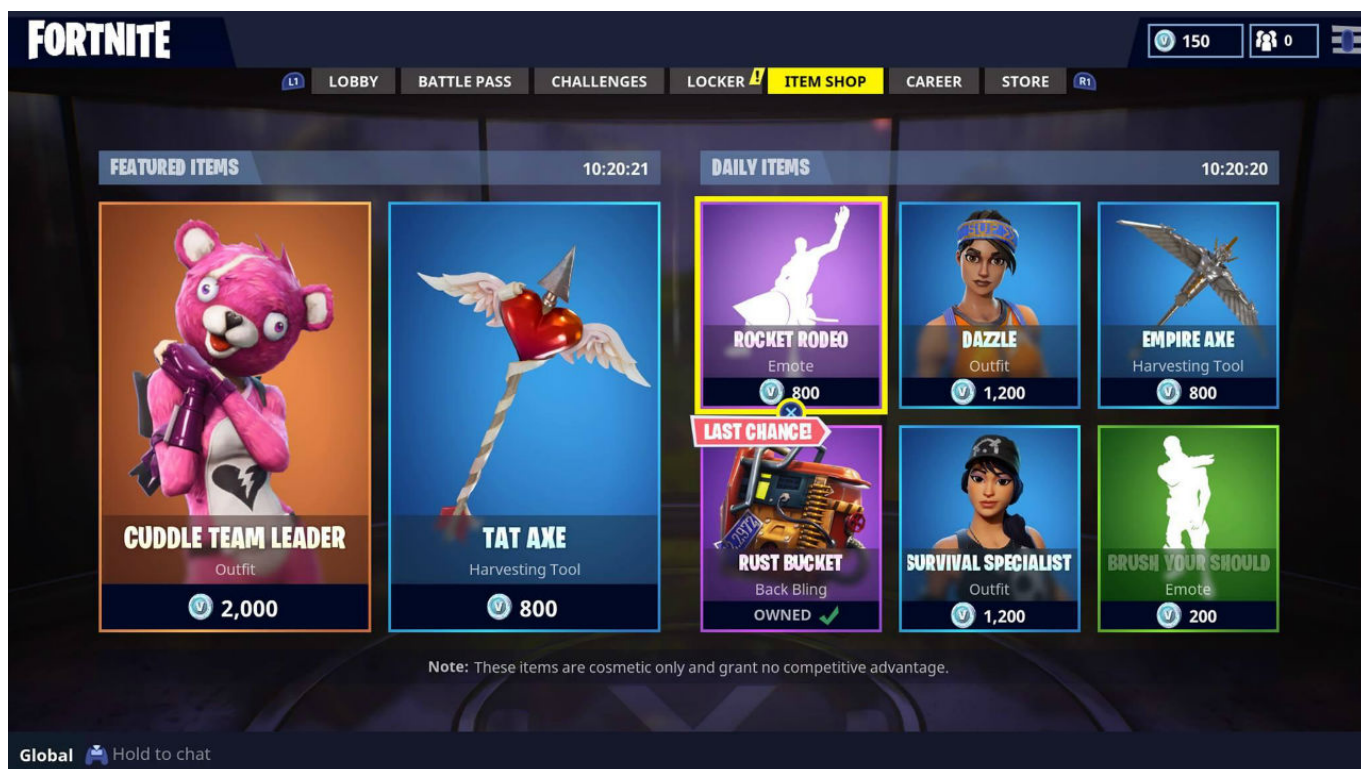 FORTNITE
150
0
L1 LOBBY BATTLE PASS CHALLENGES LOCKER ! ITEM SHOP CAREER STORE R1
FEATURED ITEMS 10:20:21
DAILY ITEMS 10:20:20
CUDDLE TEAM LEADER
Outfit
V 2,000
TAT AXE
Harvesting Tool
V 800
ROCKET RODEO
Emote
V 800
SUP
DAZZLE
Outfit
V 1,200
EMPIRE AXE
Harvesting Tool
V 800
LAST CHANCE!
RUST BUCKET
Back Bling
OWNED
SURVIVAL SPECIALIST
Outfit
V 1,200
BRUSH YOUR SHOULD
Emote
V 200
Note: These items are cosmetic only and grant no competitive advantage.
Global Hold to chat